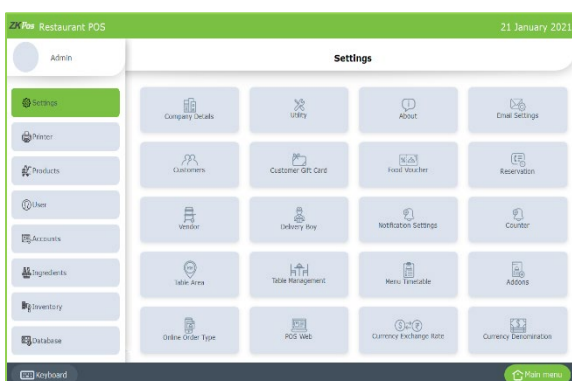 ZKPos Restaurant POS
21 January 2021
Admin
Settings
Settings
Printer
Products
User
Accounts
Ingredients
Inventory
Database
Company Details
Utility
About
Email Settings
Customers
Customer Gift Card
Food Voucher
Reservation
Vendor
Delivery Boy
Notification Settings
Counter
Table Area
Table Management
Menu Timetable
Addons
Online Order Type
POS Web
Currency Exchange Rate
Currency Denomination
Keyboard
Main menu